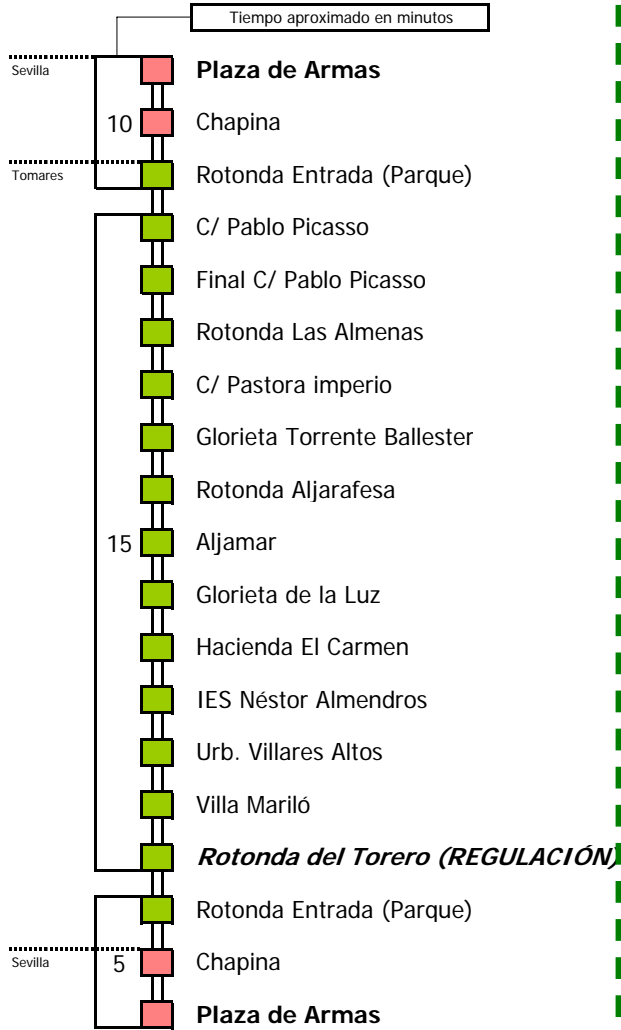 Tiempo aproximado en minutos
Sevilla
Plaza de Armas
10
Chapina
Tomares
Rotonda Entrada (Parque)
C/ Pablo Picasso
Final C/ Pablo Picasso
Rotonda Las Almenas
C/ Pastora imperio
Glorieta Torrente Ballester
Rotonda Aljarafesa
15
Aljamar
Glorieta de la Luz
Hacienda El Carmen
IES Néstor Almendros
Urb. Villares Altos
Villa Mariló
Rotonda del Torero (REGULACIÓN)
Rotonda Entrada (Parque)
Sevilla
5
Chapina
Plaza de Armas